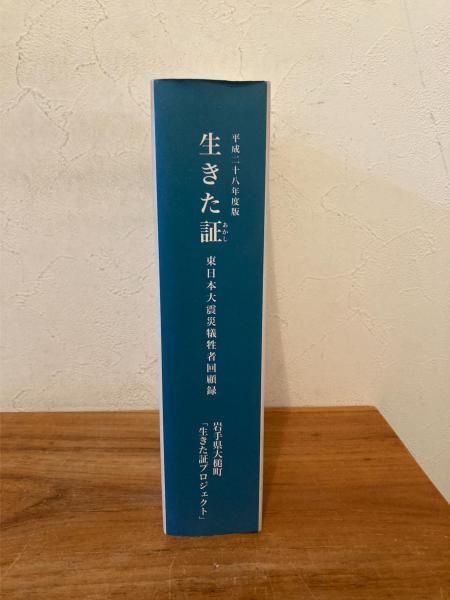 平成二十八年度版
生きた証
あかし
東日本大震災犠牲者回顧録
岩手県大槌町
「生きた証プロジェクト」